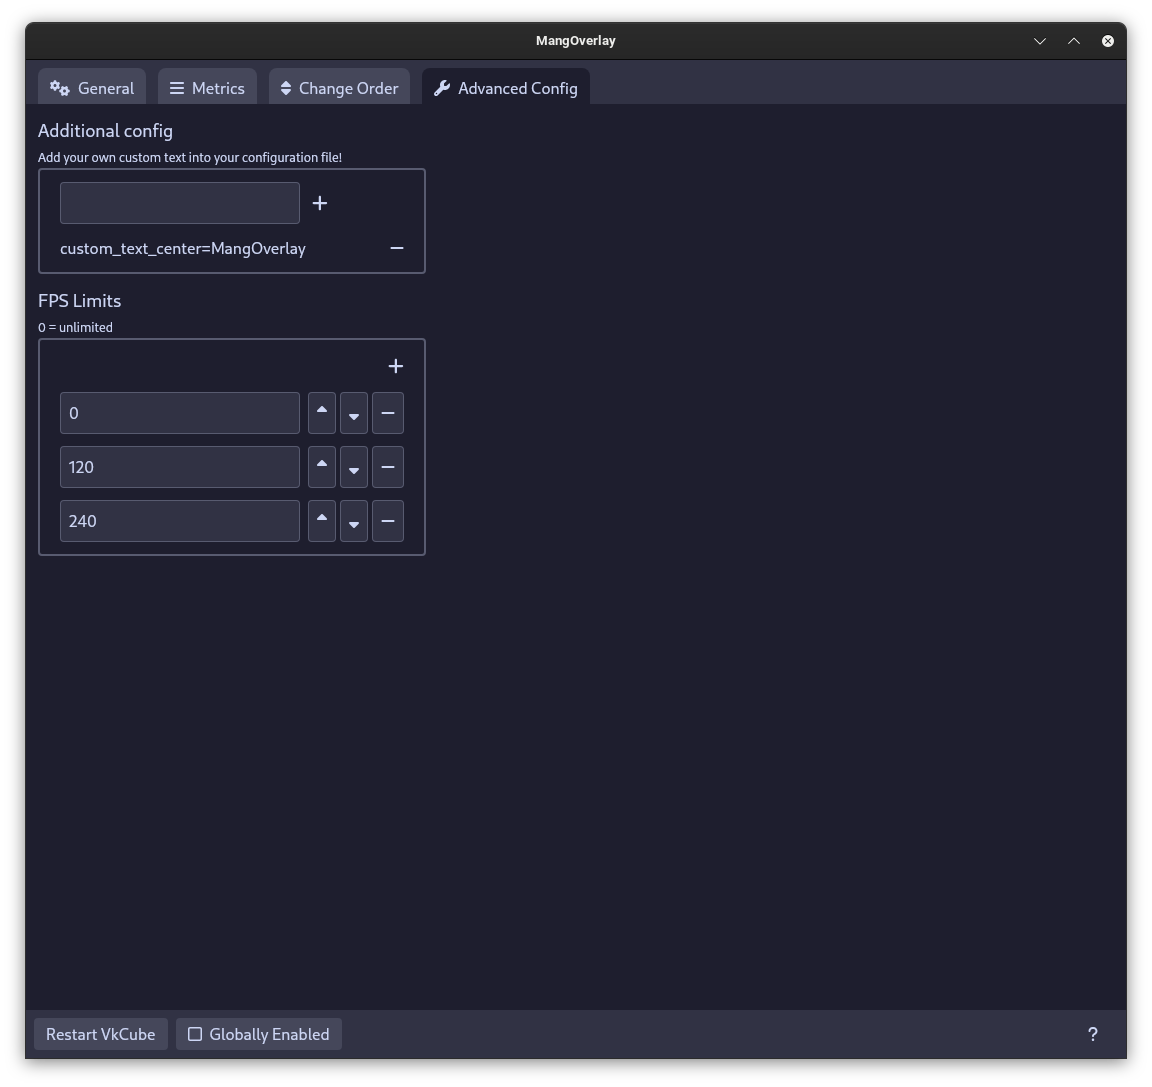 MangOverlay
General
Metrics
Change Order
Advanced Config
Additional config
Add your own custom text into your configuration file!
custom_text_center=MangOverlay
FPS Limits
0 = unlimited
0
120
240
Restart VkCube
Globally Enabled
?